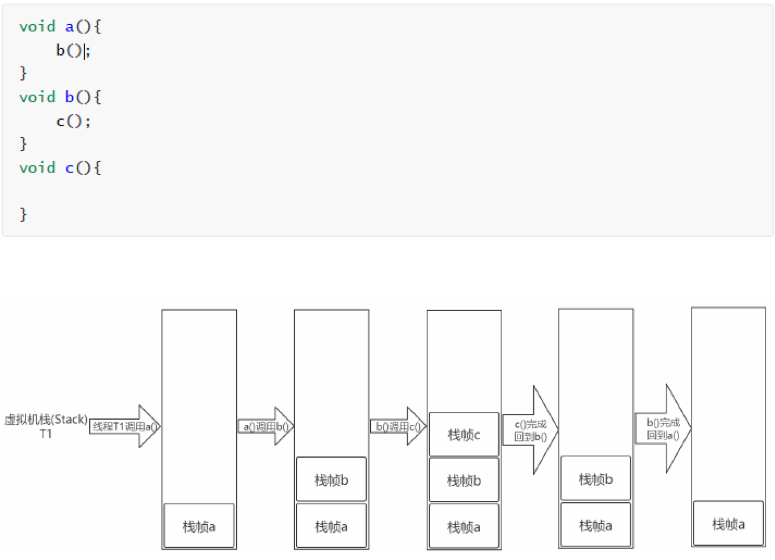 void a(){
b();
}
void b(){
c();
}
void c(){
}
虚拟机栈(Stack)
T1
线程T1调用a()
栈帧a
a()调用b()
栈帧b
栈帧a
b()调用c()
栈帧c
栈帧b
栈帧a
c()完成
回到b()
栈帧b
栈帧a
b()完成
回到a()
栈帧a